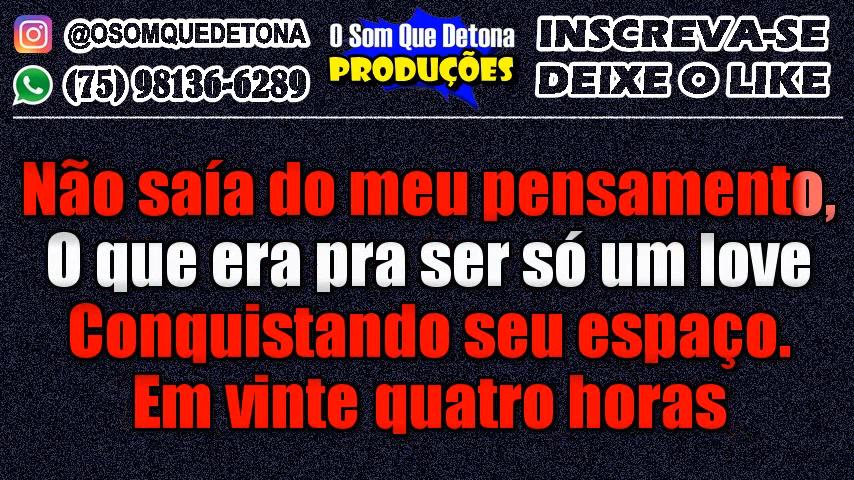 @OSOMQUEDETONA
(75) 98136-6289
O Som Que Detona
PRODUÇÕES
INSCREVA-SE
DEIXE O LIKE
Não saía do meu pensamento,
O que era pra ser só um love
Conquistando seu espaço.
Em vinte quatro horas